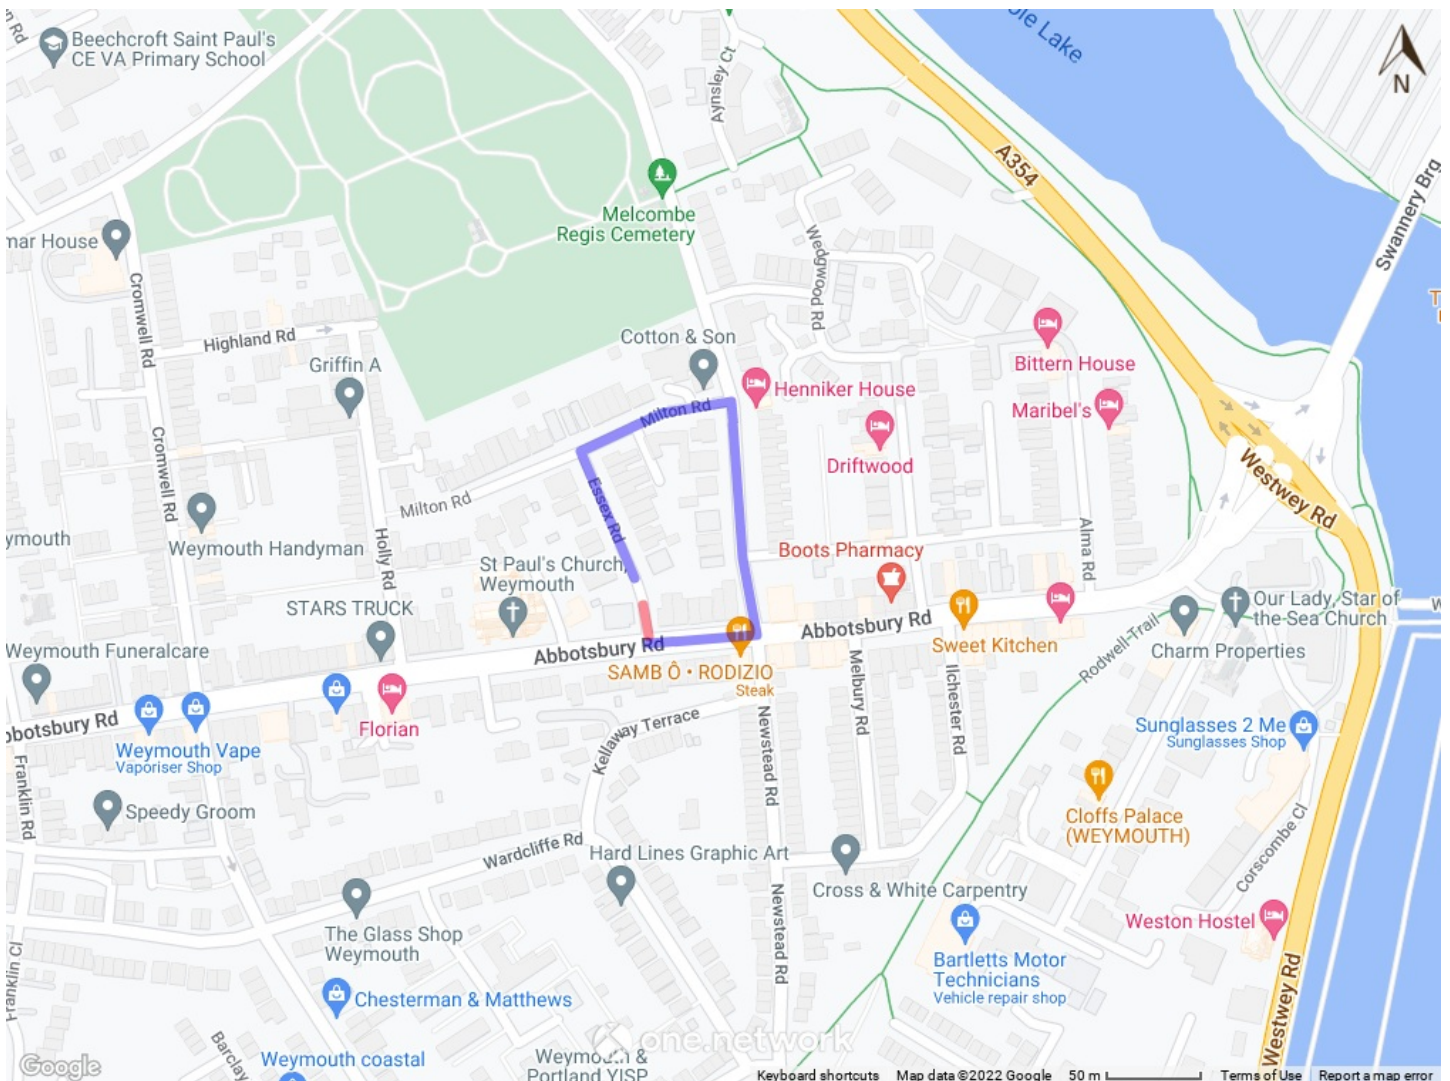 Beechcroft Saint Paul's
CE VA Primary School
Aynsley Ct
Lake
N
A354
Swannery Brg
Melcombe
Regis Cemetery
mar House
Cromwell Rd
Wedgwood Rd
Highland Rd
Griffin A
Cotton & Son
Bittern House
Henniker House
Maribel's
Milton Rd
Driftwood
Cromwell Rd
Westwey Rd
Essex Rd
Milton Rd
ymouth
Weymouth Handyman
Holly Rd
Alma Rd
Boots Pharmacy
St Paul's Church,
Weymouth
STARS TRUCK
Our Lady, Star of
the Sea Church
Abbotsbury Rd
Abbotsbury Rd
Sweet Kitchen
Rodwell Trail
Charm Properties
Weymouth Funeralcare
SAMB Ô • RODIZIO
Steak
Melbury Rd
Ilchester Rd
bbotsbury Rd
Florian
Kellaway Terrace
Newstead Rd
Weymouth Vape
Vaporiser Shop
Sunglasses 2 Me
Sunglasses Shop
Franklin Rd
Speedy Groom
Cloffs Palace
(WEYMOUTH)
Wardcliffe Rd
Hard Lines Graphic Art
Corscombe Cl
Cross & White Carpentry
Newstead Rd
Weston Hostel
The Glass Shop
Weymouth
Franklin Cl
Bartletts Motor
Technicians
Vehicle repair shop
Chesterman & Matthews
Westwey Rd
Barclay
Weymouth coastal
one.network
Weymouth &
Portland YISP
Google
Keyboard shortcuts Map data ©2022 Google 50 m Terms of Use Report a map error